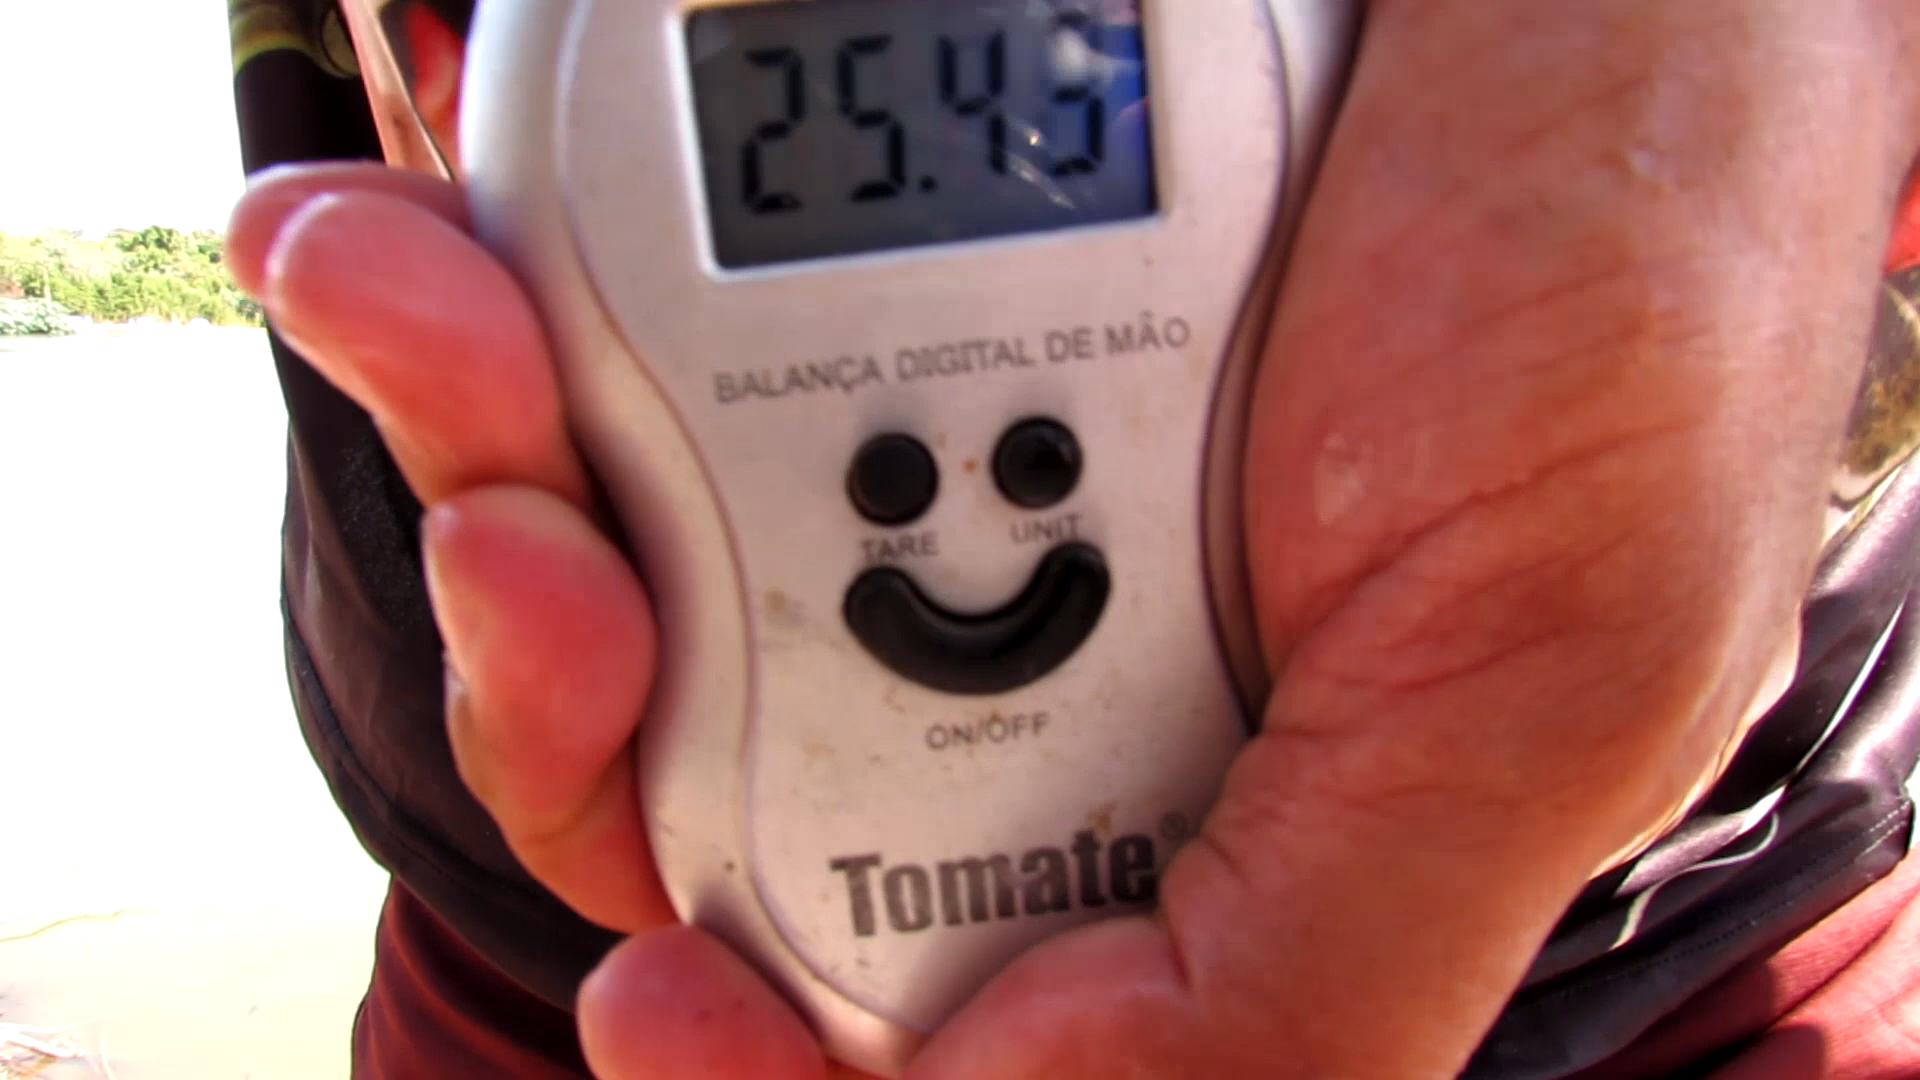 25.43
BALANÇA DIGITAL DE MÃO
TARE UNIT
ON/OFF
Tomate®